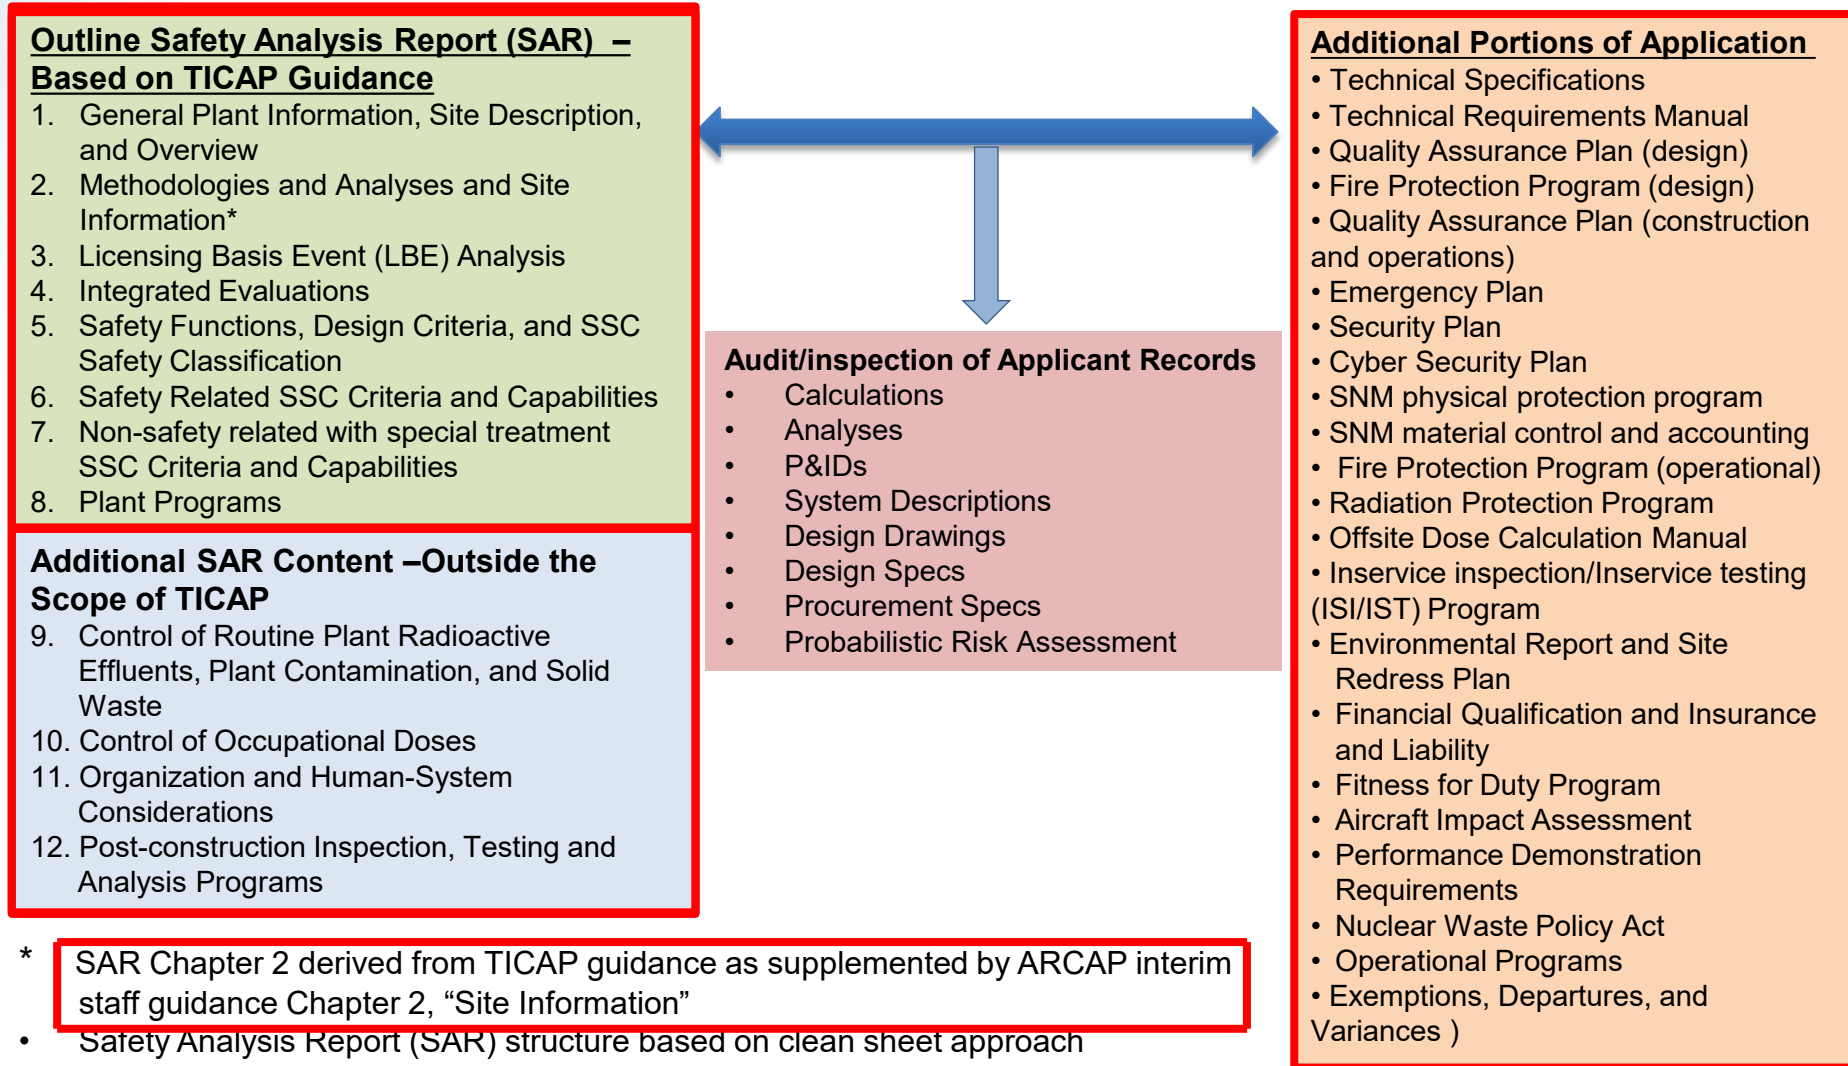 Outline Safety Analysis Report (SAR) –
Based on TICAP Guidance
1. General Plant Information, Site Description,
and Overview
2. Methodologies and Analyses and Site
Information*
3. Licensing Basis Event (LBE) Analysis
4. Integrated Evaluations
5. Safety Functions, Design Criteria, and SSC
Safety Classification
6. Safety Related SSC Criteria and Capabilities
7. Non-safety related with special treatment
SSC Criteria and Capabilities
8. Plant Programs
Additional SAR Content –Outside the
Scope of TICAP
9. Control of Routine Plant Radioactive
Effluents, Plant Contamination, and Solid
Waste
10. Control of Occupational Doses
11. Organization and Human-System
Considerations
12. Post-construction Inspection, Testing and
Analysis Programs
* SAR Chapter 2 derived from TICAP guidance as supplemented by ARCAP interim
staff guidance Chapter 2, “Site Information”
• Safety Analysis Report (SAR) structure based on clean sheet approach
Audit/inspection of Applicant Records
• Calculations
• Analyses
• P&IDs
• System Descriptions
• Design Drawings
• Design Specs
• Procurement Specs
• Probabilistic Risk Assessment
Additional Portions of Application
• Technical Specifications
• Technical Requirements Manual
• Quality Assurance Plan (design)
• Fire Protection Program (design)
• Quality Assurance Plan (construction
and operations)
• Emergency Plan
• Security Plan
• Cyber Security Plan
• SNM physical protection program
• SNM material control and accounting
• Fire Protection Program (operational)
• Radiation Protection Program
• Offsite Dose Calculation Manual
• Inservice inspection/Inservice testing
(ISI/IST) Program
• Environmental Report and Site
Redress Plan
• Financial Qualification and Insurance
and Liability
• Fitness for Duty Program
• Aircraft Impact Assessment
• Performance Demonstration
Requirements
• Nuclear Waste Policy Act
• Operational Programs
• Exemptions, Departures, and
Variances )